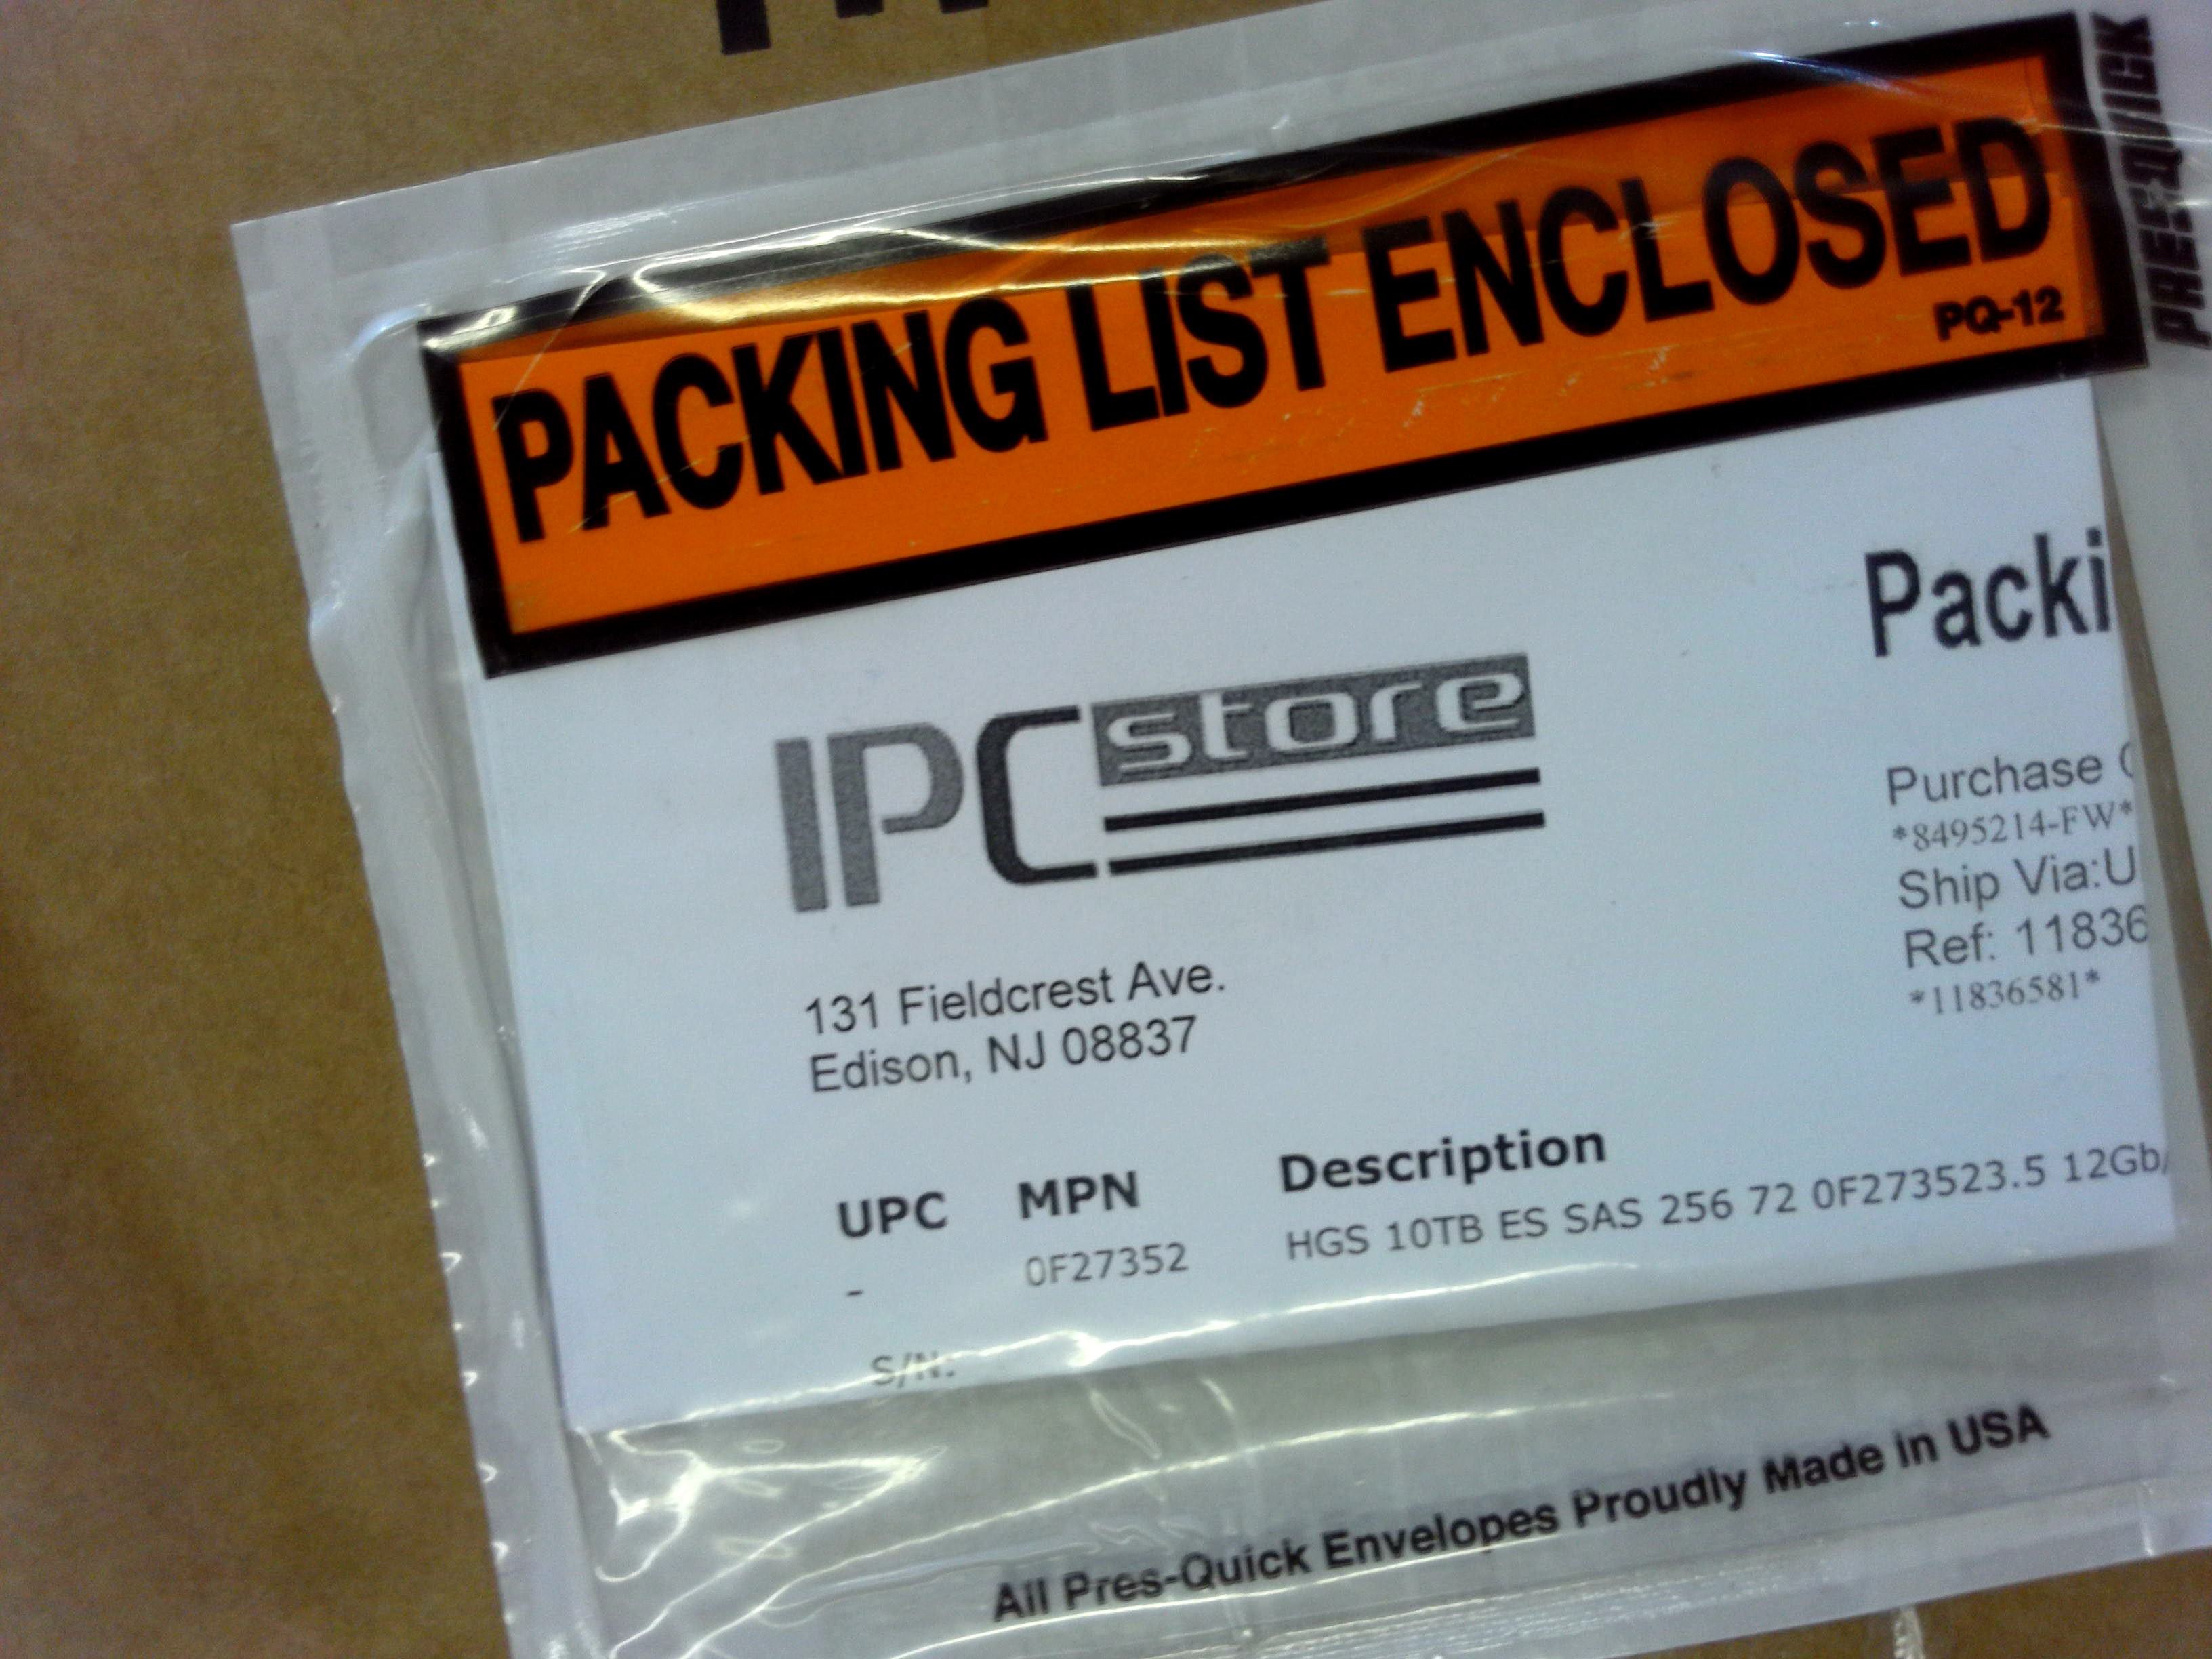 PACKING LIST ENCLOSED
PQ-12
PRES-QUICK
Packi
IPC store
Purchase
*8495214-FW*
Ship Via:U
Ref: 11836
*11836581*
131 Fieldcrest Ave.
Edison, NJ 08837
UPC MPN Description
- 0F27352 HGS 10TB ES SAS 256 72 0F273523.5 12Gb/
S/N:
All Pres-Quick Envelopes Proudly Made in USA